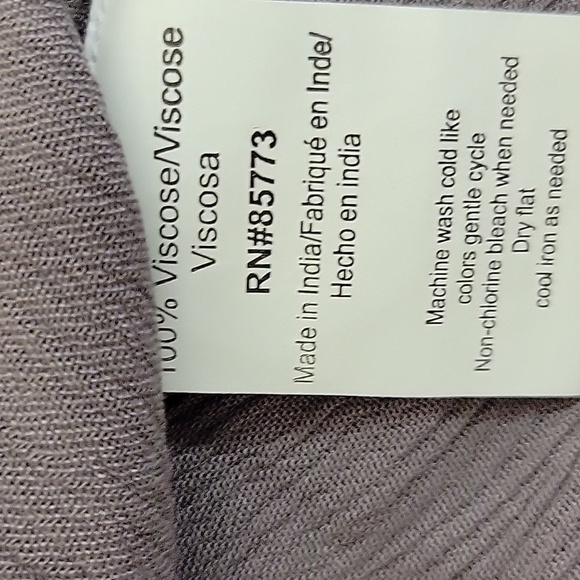 100% Viscose/Viscose
Viscosa
RN#85773
Made in India/Fabriqué en Inde/
Hecho en india
Machine wash cold like
colors gentle cycle
Non-chlorine bleach when needed
Dry flat
cool iron as needed